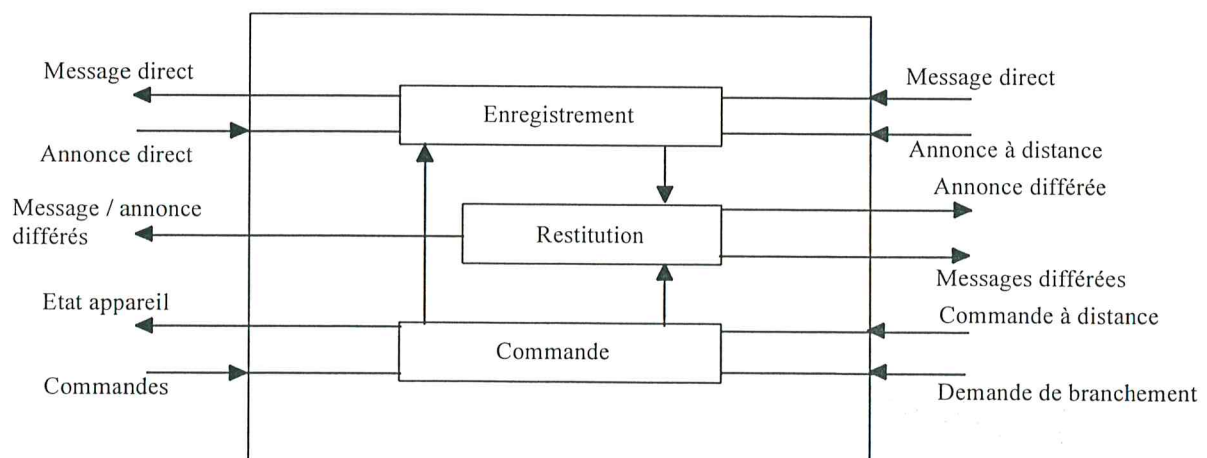 Message direct
Message direct
Enregistrement
Annonce direct
Annonce à distance
Annonce différée
Message / annonce
différés
Restitution
Messages différées
Etat appareil
Commande à distance
Commande
Commandes
Demande de branchement